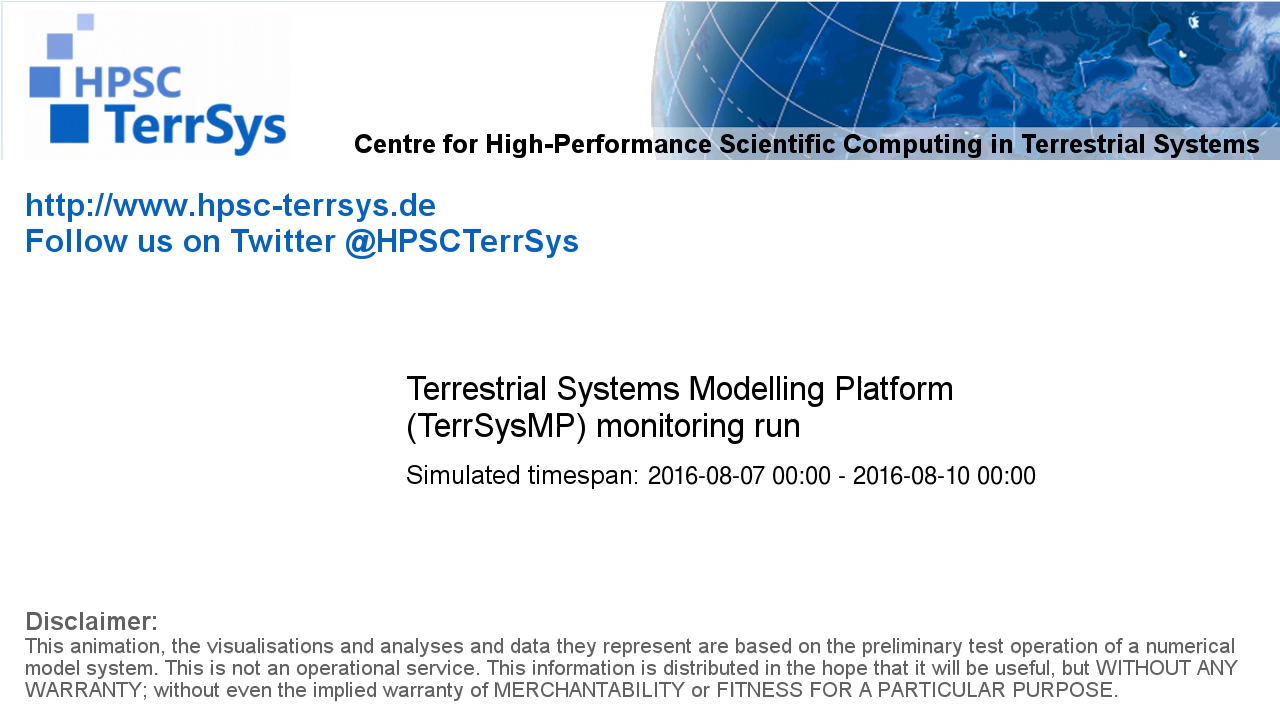 HPSC
TerrSys
Centre for High-Performance Scientific Computing in Terrestrial Systems
http://www.hpsc-terrsys.de
Follow us on Twitter @HPSCTerrSys
Terrestrial Systems Modelling Platform
(TerrSysMP) monitoring run
Simulated timespan: 2016-08-07 00:00 - 2016-08-10 00:00
Disclaimer:
This animation, the visualisations and analyses and data they represent are based on the preliminary test operation of a numerical
model system. This is not an operational service. This information is distributed in the hope that it will be useful, but WITHOUT ANY
WARRANTY; without even the implied warranty of MERCHANTABILITY or FITNESS FOR A PARTICULAR PURPOSE.